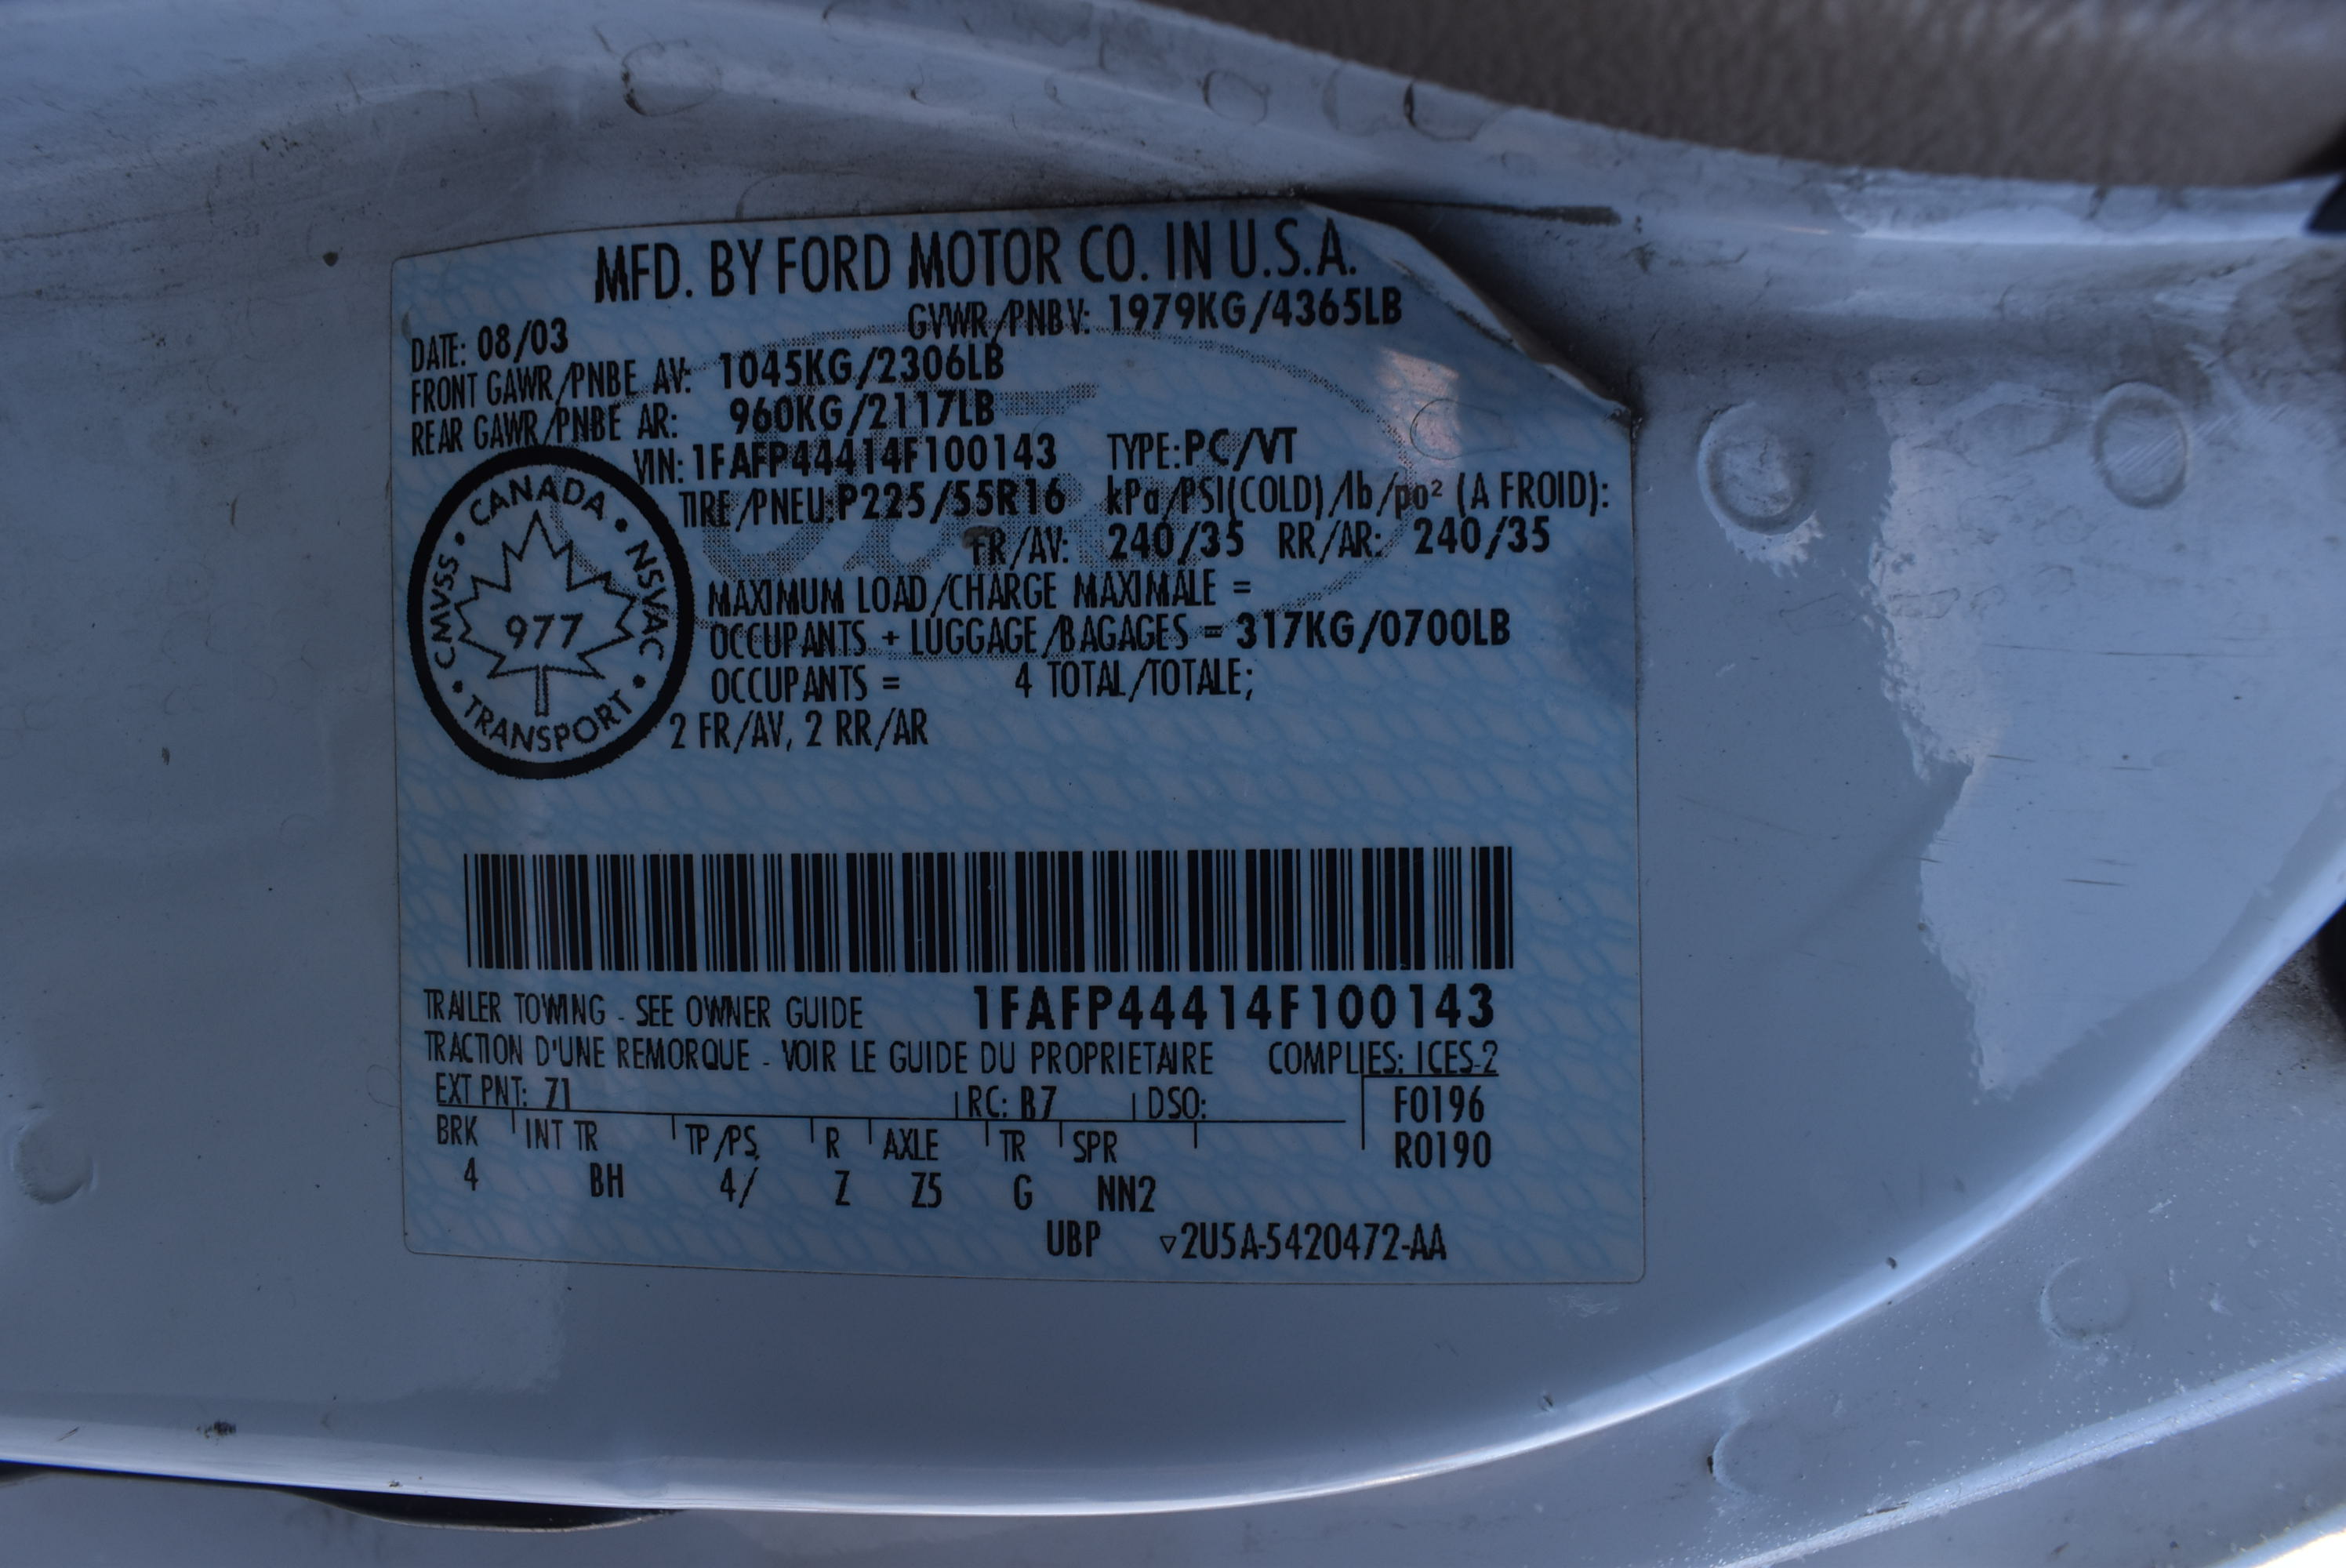 MFD. BY FORD MOTOR CO. IN U.S.A.
DATE: 08/03 GVWR/PNBV: 1979KG/4365LB
FRONT GAWR/PNBE AV: 1045KG/2306LB
REAR GAWR/PNBE AR: 960KG/2117LB
VIN: 1FAFP44414F100143 TYPE: PC/VT
TIRE/PNEU: P225/55R16 kPa/PSI(COLD)/lb/po² (A FROID):
FR/AV: 240/35 RR/AR: 240/35
MAXIMUM LOAD/CHARGE MAXIMALE =
OCCUPANTS + LUGGAGE/BAGAGES = 317KG/0700LB
OCCUPANTS = 4 TOTAL/TOTALE;
2 FR/AV, 2 RR/AR
CANADA • NSVAC • TRANSPORT • CMVSS •
977
1FAFP44414F100143
TRAILER TOWING - SEE OWNER GUIDE
TRACTION D'UNE REMORQUE - VOIR LE GUIDE DU PROPRIETAIRE COMPLIES: ICES-2
EXT PNT: Z1 RC: B7 DSO: F0196
BRK INT TR TP/PS R AXLE TR SPR R0190
4 BH 4/ Z Z5 G NN2
UBP ▽2U5A-5420472-AA